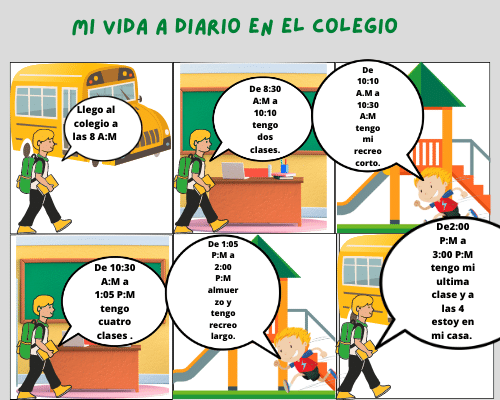 MI VIDA A DIARIO EN EL COLEGIO
Llego al
colegio a
las 8 A:M
De 8:30
A:M a
10:10
tengo
dos
clases.
De
10:10
A.M a
10:30
A:M
tengo
mi
recreo
corto.
De 10:30
A:M a
1:05 P:M
tengo
cuatro
clases .
De 1:05
P:M a
2:00
P:M
almuer
zo y
tengo
recreo
largo.
De2:00
P:M a
3:00 P:M
tengo mi
ultima
clase y a
las 4
estoy en
mi casa.